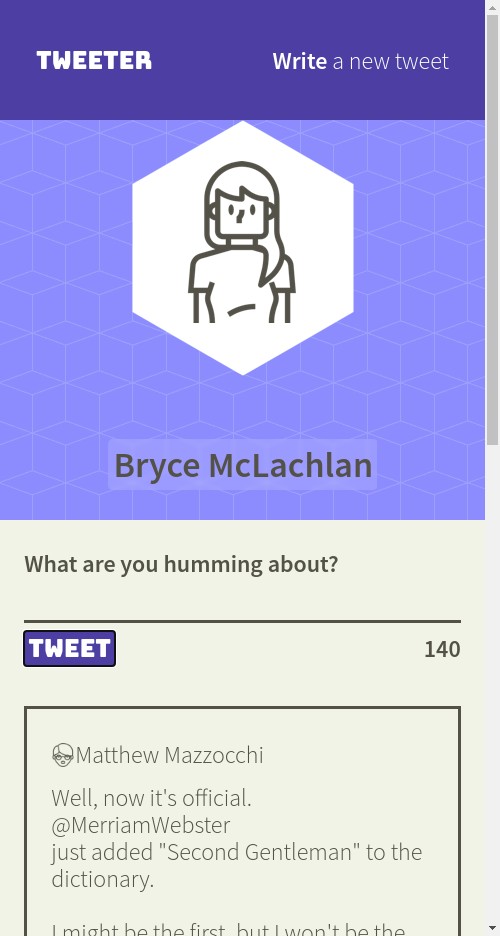 TWEETER
Write a new tweet
Bryce McLachlan
What are you humming about?
TWEET
140
Matthew Mazzocchi
Well, now it's official.
@MerriamWebster
just added "Second Gentleman" to the
dictionary.
I might be the first, but I won't be the